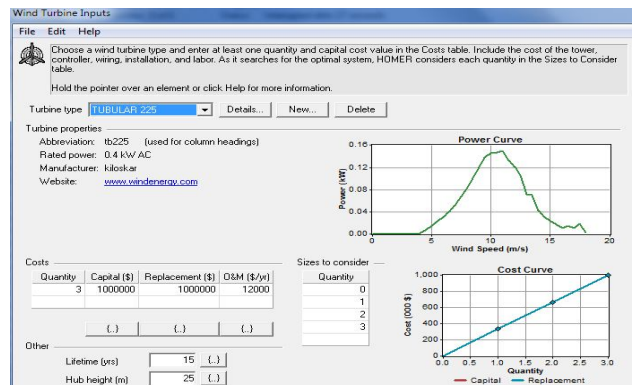 Wind Turbine Inputs
File Edit Help
Choose a wind turbine type and enter at least one quantity and capital cost value in the Costs table. Include the cost of the tower,
controller, wiring, installation, and labor. As it searches for the optimal system, HOMER considers each quantity in the Sizes to Consider
table.
Hold the pointer over an element or click Help for more information.
Turbine type TUBULAR 225 Details... New... Delete
Turbine properties
Abbreviation: tb225 (used for column headings)
Rated power: 0.4 kW AC
Manufacturer: kiloskar
Website: www.windenergy.com
Power Curve
Power (kW)
0.16
0.12
0.08
0.04
0.00
0 5 10 15 20
Wind Speed (m/s)
Costs
Quantity Capital ($) Replacement ($) O&M ($/yr)
3 1000000 1000000 12000
{..} {..} {..}
Sizes to consider
Quantity
0
1
2
3
Cost Curve
Cost (000 $)
1,000
800
600
400
200
0
0.0 0.5 1.0 1.5 2.0 2.5 3.0
Quantity
Capital Replacement
Other
Lifetime (yrs) 15 {..}
Hub height (m) 25 {..}